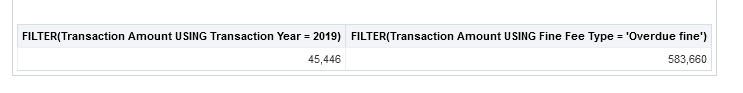 FILTER(Transaction Amount USING Transaction Year = 2019) FILTER(Transaction Amount USING Fine Fee Type = 'Overdue fine')
45,446 583,660